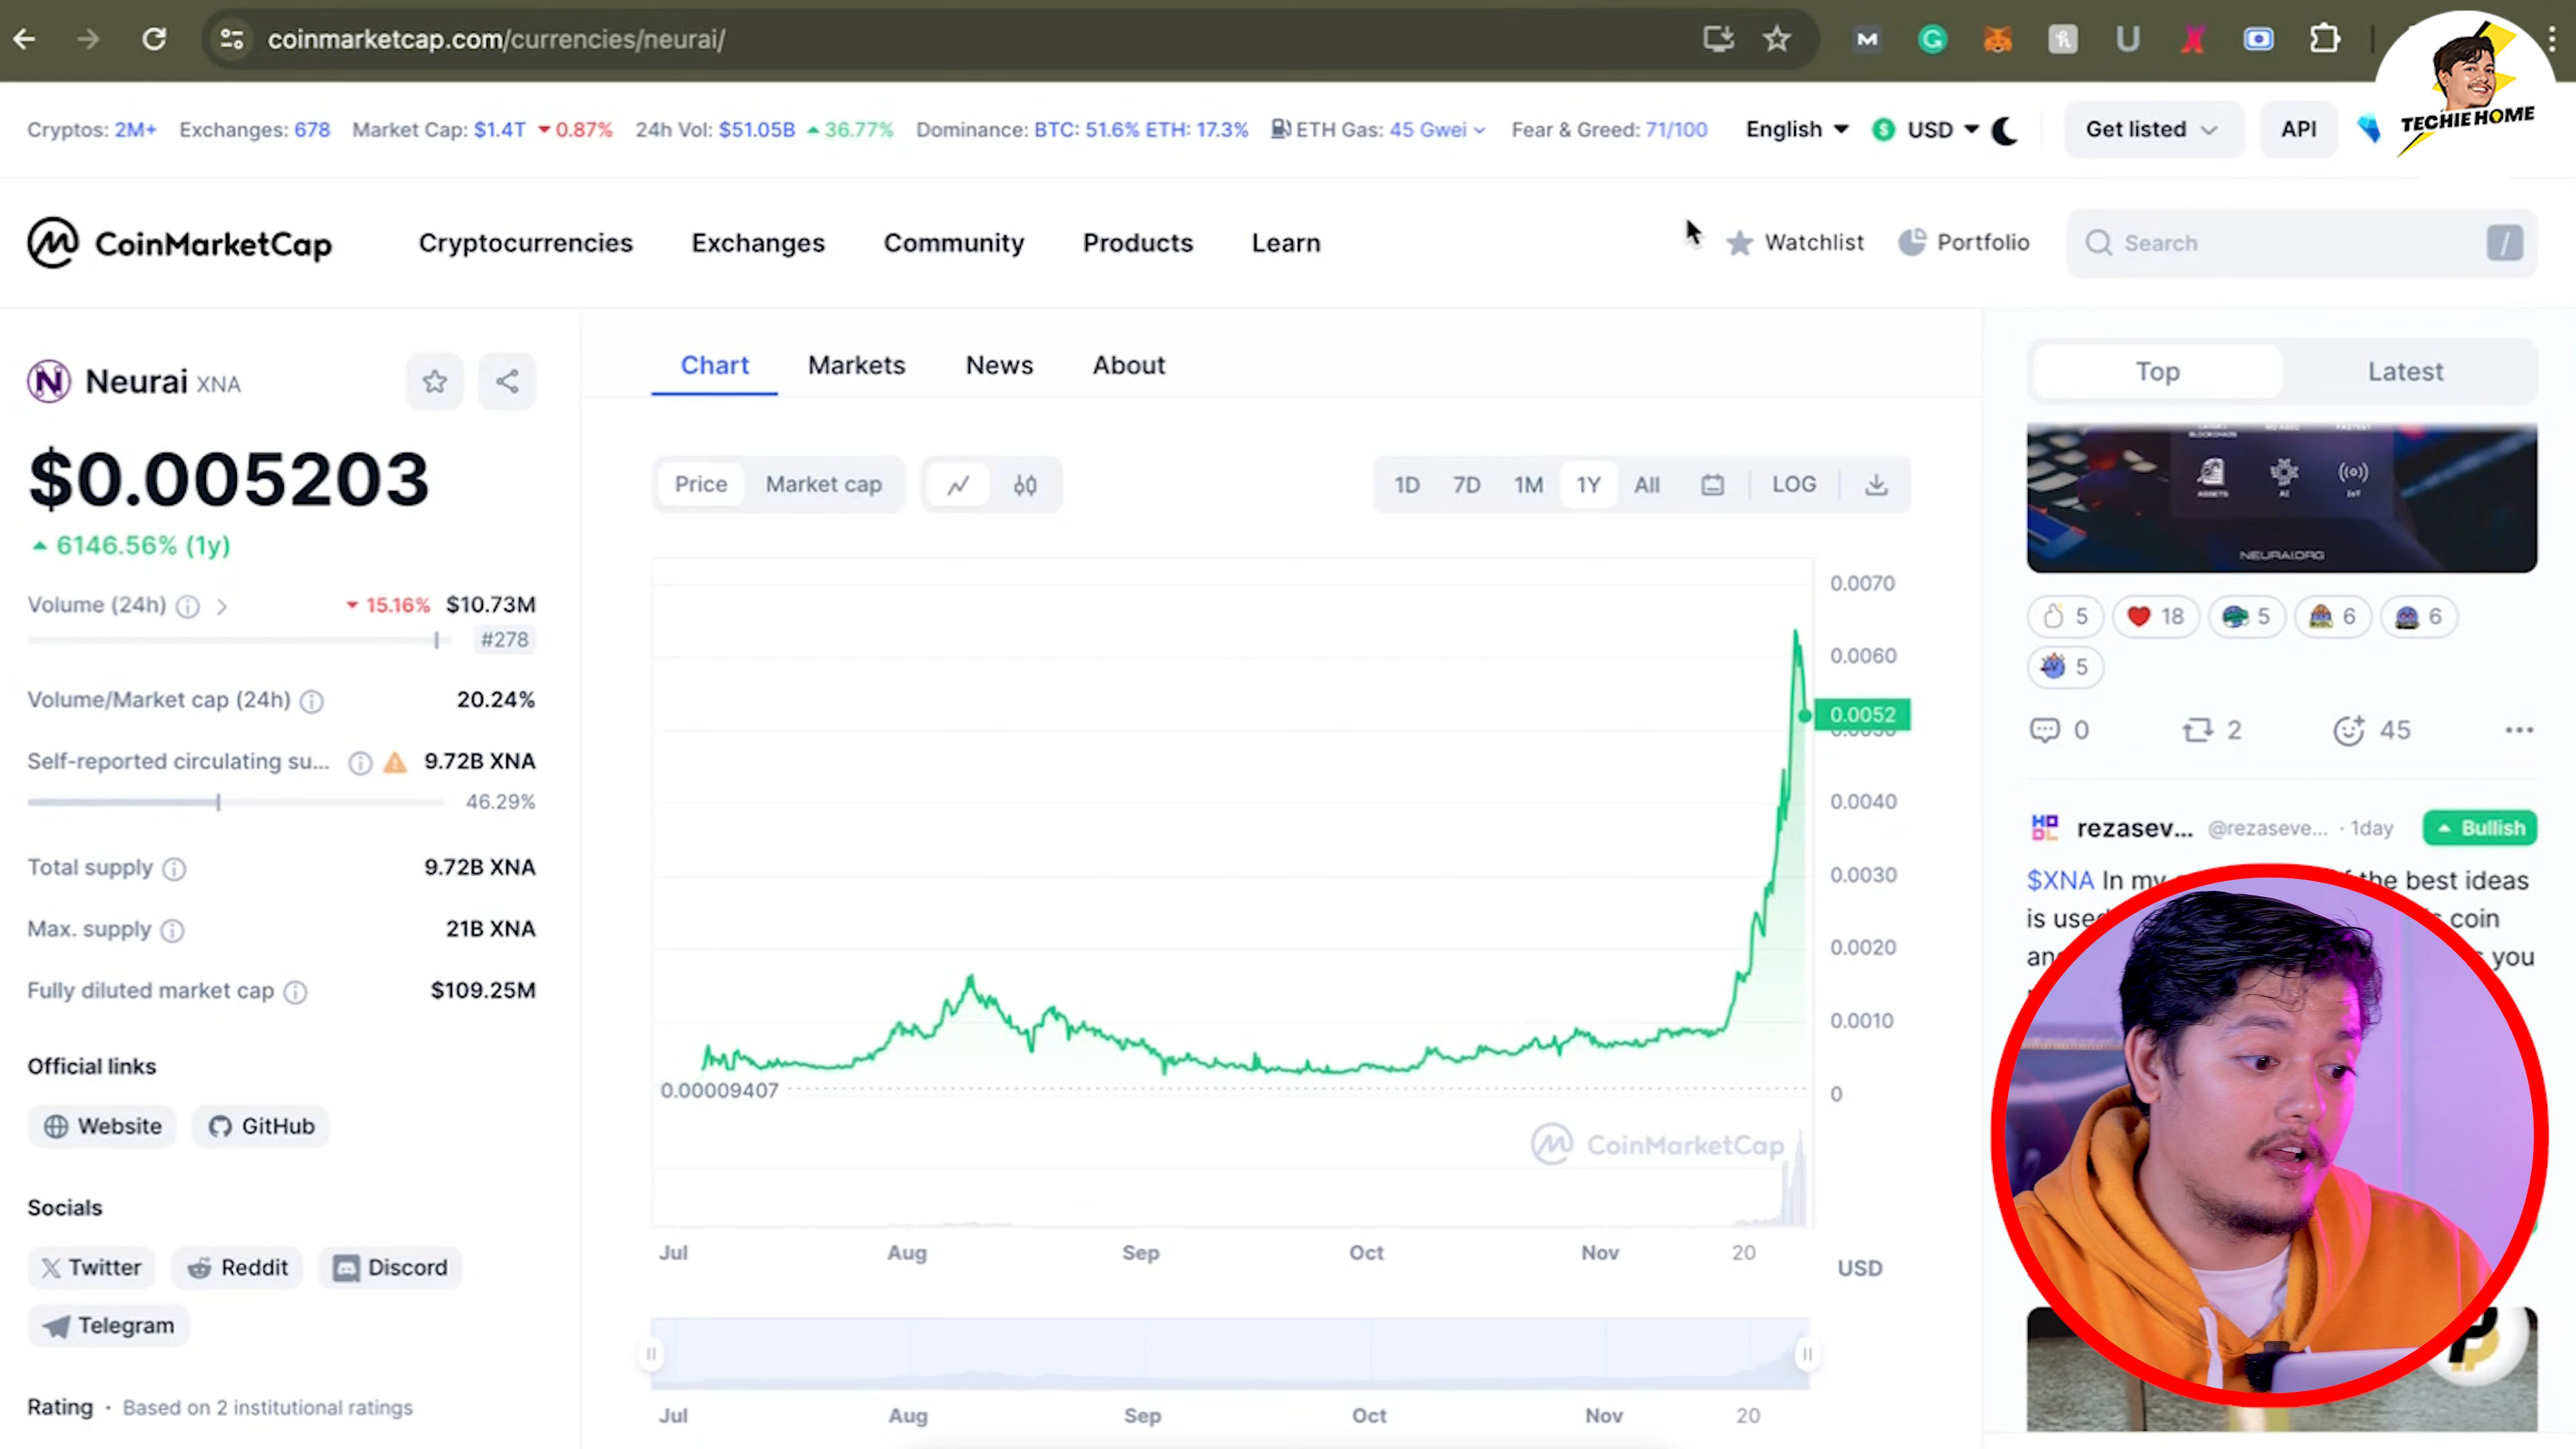 coinmarketcap.com/currencies/neurai/
TECHIE HOME
Cryptos: 2M+ Exchanges: 678 Market Cap: $1.4T 0.87% 24h Vol: $51.05B 36.77% Dominance: BTC: 51.6% ETH: 17.3% ETH Gas: 45 Gwei Fear & Greed: 71/100 English USD Get listed API
CoinMarketCap Cryptocurrencies Exchanges Community Products Learn Watchlist Portfolio Search /
Neurai XNA
$0.005203
6146.56% (1y)
Volume (24h) 15.16% $10.73M
#278
Volume/Market cap (24h) 20.24%
Self-reported circulating su... 9.72B XNA
46.29%
Total supply 9.72B XNA
Max. supply 21B XNA
Fully diluted market cap $109.25M
Official links
Website GitHub
Socials
Twitter Reddit Discord
Telegram
Rating · Based on 2 institutional ratings
Chart Markets News About
Price Market cap 1D 7D 1M 1Y All LOG
0.0070
0.0060
0.0052
0.0050
0.0040
0.0030
0.0020
0.0010
0
0.00009407
CoinMarketCap
Jul Aug Sep Oct Nov 20
USD
Jul Aug Sep Oct Nov 20
Top Latest
BLOCKCHAIN
ASSETS AI IoT
NEURAI.ORG
5 18 5 6 6
5
0 2 45
rezasev... @rezaseve... · 1day Bullish
$XNA In my the best ideas
is used coin
you